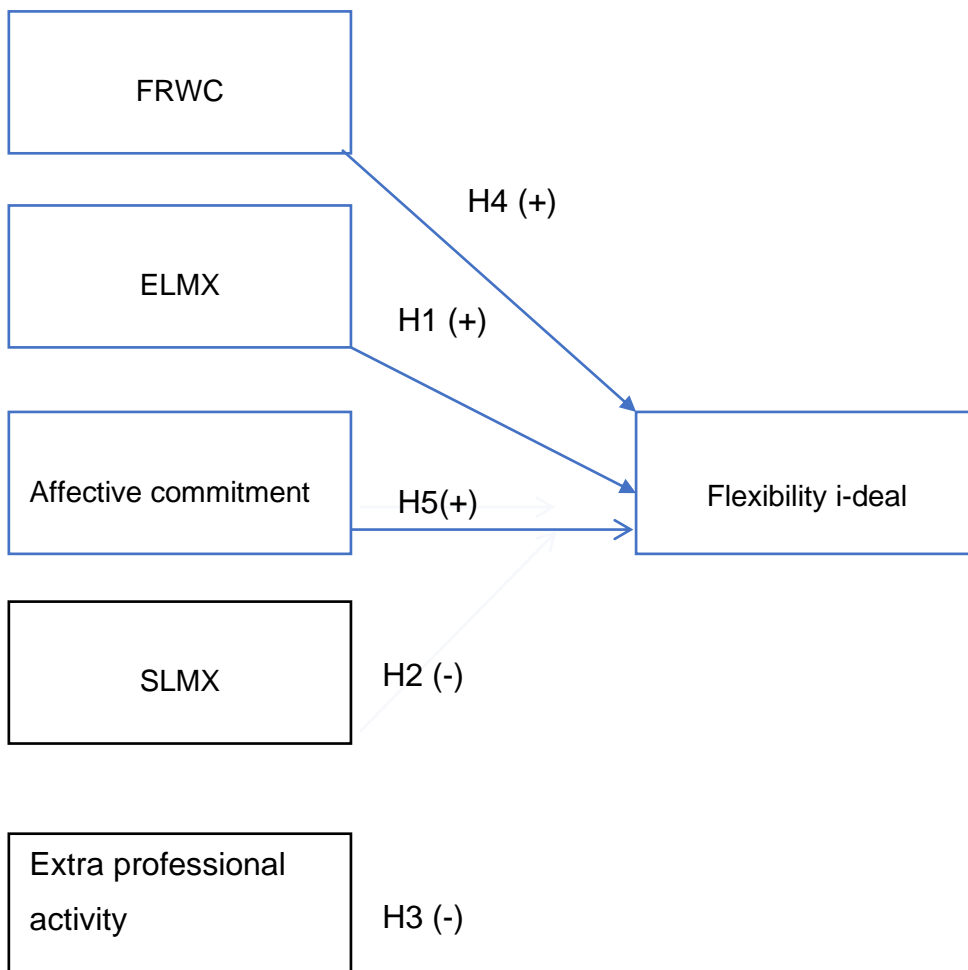 FRWC
H4 (+)
ELMX
H1 (+)
Affective commitment
H5(+)
Flexibility i-deal
SLMX
H2 (-)
Extra professional
activity
H3 (-)